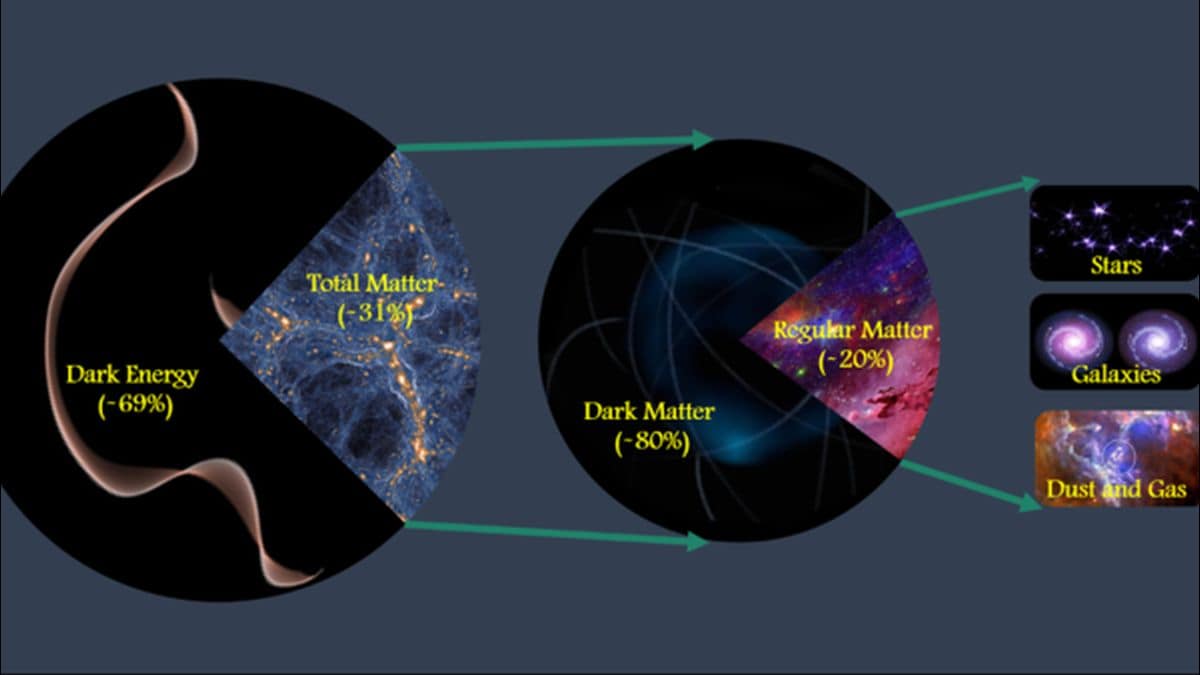 Total Matter
(~31%)
Dark Energy
(~69%)
Regular Matter
(~20%)
Dark Matter
(~80%)
Stars
Galaxies
Dust and Gas